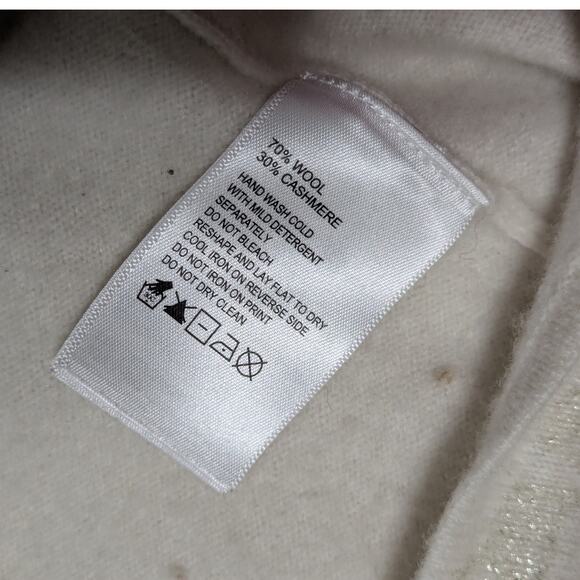 70% WOOL
30% CASHMERE
HAND WASH COLD
WITH MILD DETERGENT
SEPARATELY
DO NOT BLEACH
RESHAPE AND LAY FLAT TO DRY
COOL IRON ON REVERSE SIDE
DO NOT IRON ON PRINT
DO NOT DRY CLEAN